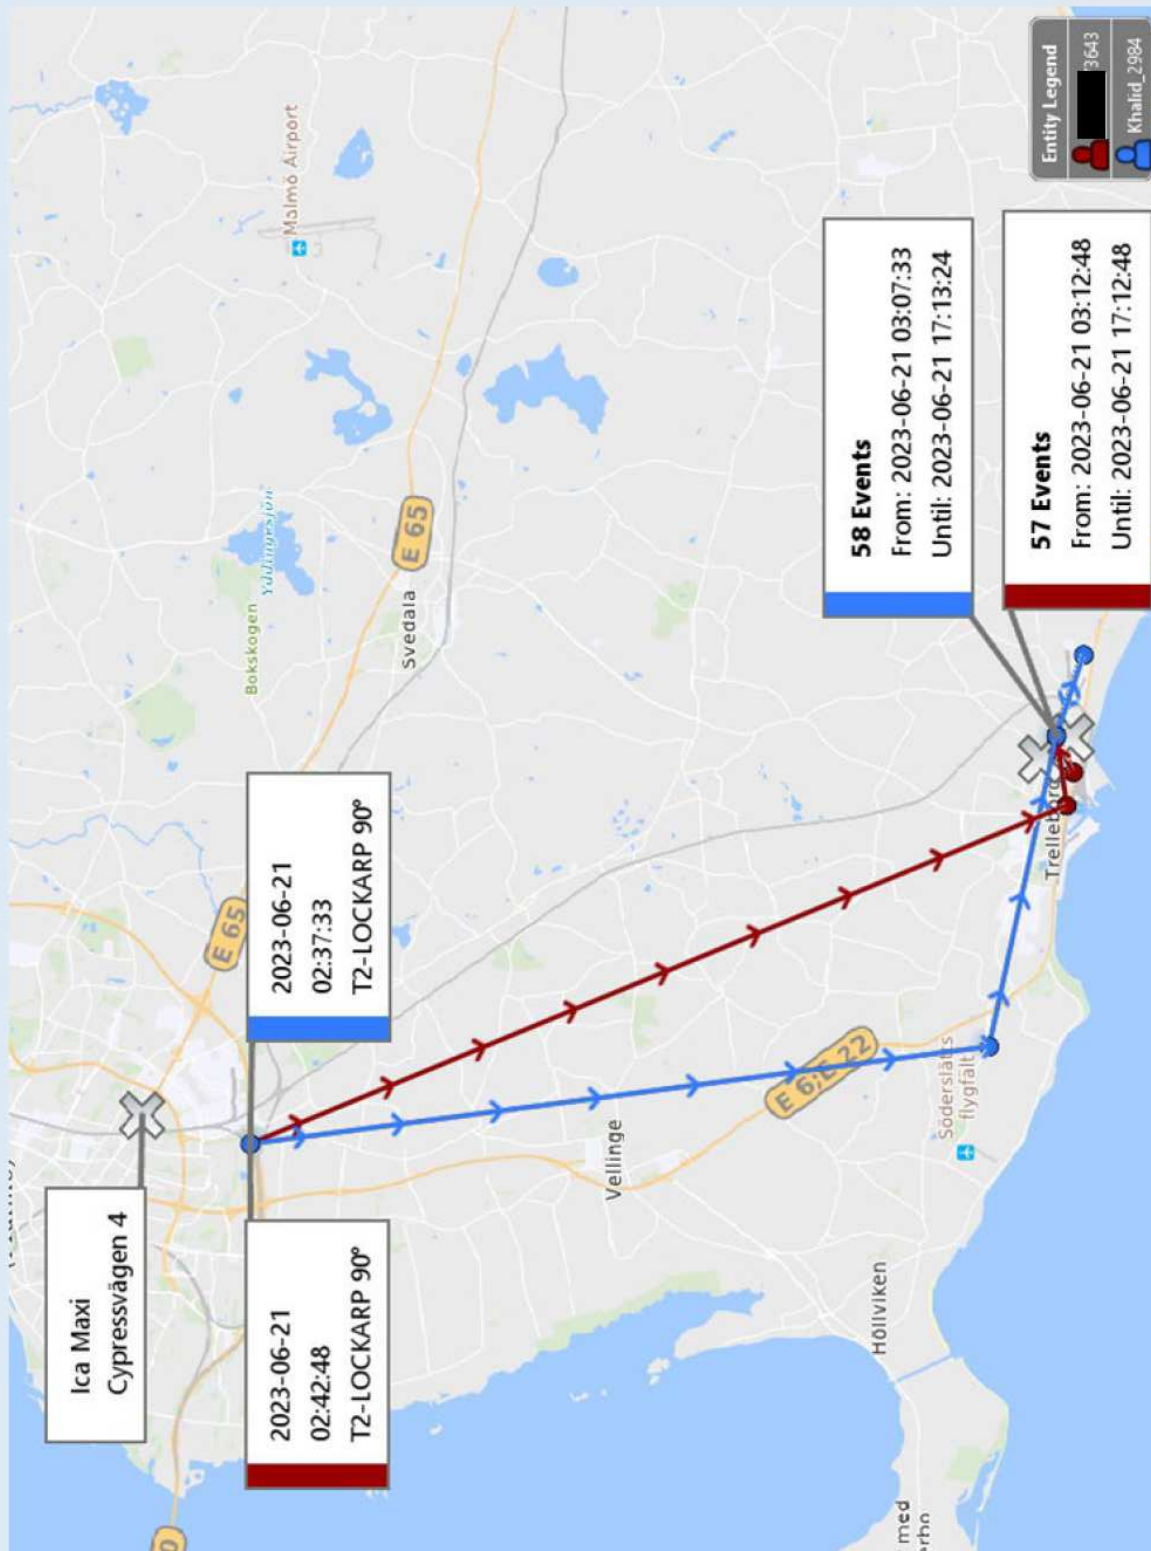 Ica Maxi
Cypressvägen 4
2023-06-21
02:42:48
T2-LOCKARP 90°
2023-06-21
02:37:33
T2-LOCKARP 90°
58 Events
From: 2023-06-21 03:07:33
Until: 2023-06-21 17:13:24
57 Events
From: 2023-06-21 03:12:48
Until: 2023-06-21 17:12:48
Entity Legend
3643
Khalid_2984
Malmö Airport
E 65
E 65
Bokskogen
Yddingesjön
Svedala
Vellinge
E 6;E 22
Söderslätts
flygfält
Trelleborg
Höllviken
med